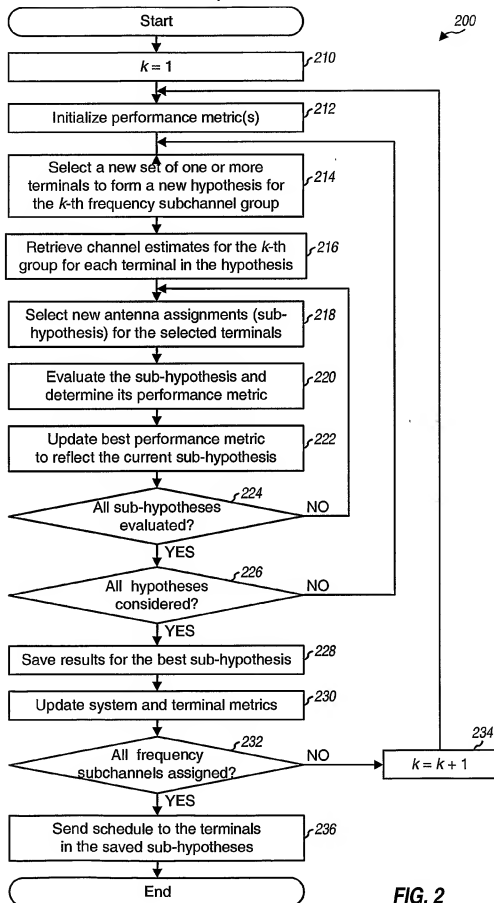 Start
200
k = 1
210
Initialize performance metric(s)
212
Select a new set of one or more
terminals to form a new hypothesis for
the k-th frequency subchannel group
214
Retrieve channel estimates for the k-th
group for each terminal in the hypothesis
216
Select new antenna assignments (sub-
hypothesis) for the selected terminals
218
Evaluate the sub-hypothesis and
determine its performance metric
220
Update best performance metric
to reflect the current sub-hypothesis
222
All sub-hypotheses
evaluated?
224
NO
YES
All hypotheses
considered?
226
NO
YES
Save results for the best sub-hypothesis
228
Update system and terminal metrics
230
All frequency
subchannels assigned?
232
NO
k = k + 1
234
YES
Send schedule to the terminals
in the saved sub-hypotheses
236
End
FIG. 2